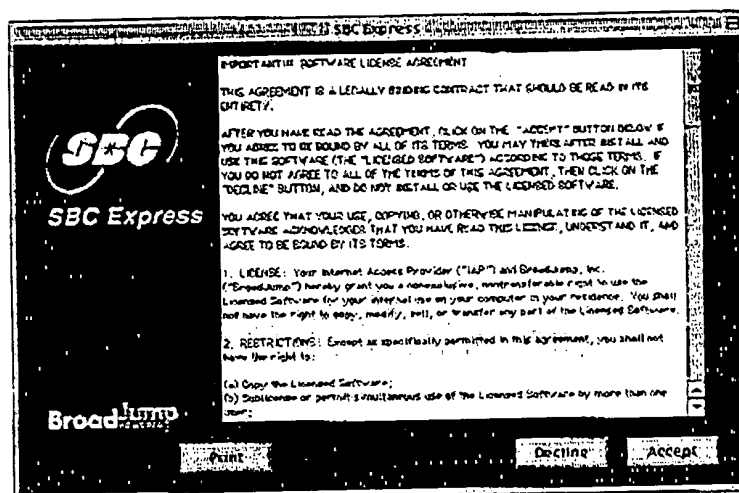 SBC Express
IMPORTANT!!! SOFTWARE LICENSE AGREEMENT
THIS AGREEMENT IS A LEGALLY BINDING CONTRACT THAT SHOULD BE READ IN ITS
ENTIRETY.
AFTER YOU HAVE READ THE AGREEMENT, CLICK ON THE "ACCEPT" BUTTON BELOW IF
YOU AGREE TO BE BOUND BY ALL OF ITS TERMS. YOU MAY THEREAFTER INSTALL AND
USE THIS SOFTWARE (THE "LICENSED SOFTWARE") ACCORDING TO THOSE TERMS. IF
YOU DO NOT AGREE TO ALL OF THE TERMS OF THIS AGREEMENT, THEN CLICK ON THE
"DECLINE" BUTTON, AND DO NOT INSTALL OR USE THE LICENSED SOFTWARE.
YOU AGREE THAT YOUR USE, COPYING, OR OTHERWISE MANIPULATING OF THE LICENSED
SOFTWARE ACKNOWLEDGES THAT YOU HAVE READ THIS LICENSE, UNDERSTAND IT, AND
AGREE TO BE BOUND BY ITS TERMS.
1. LICENSE: Your Internet Access Provider ("IAP") and BroadJump, Inc.
("BroadJump") hereby grant you a nonexclusive, nontransferable right to use the
Licensed Software for your internal use on your computer in your residence. You shall
not have the right to copy, modify, sell, or transfer any part of the Licensed Software.
2. RESTRICTIONS: Except as specifically permitted in this agreement, you shall not
have the right to:
(a) Copy the Licensed Software;
(b) Sublicense or permit simultaneous use of the Licensed Software by more than one
user;
SBC
SBC Express
BroadJump
Print
Decline
Accept